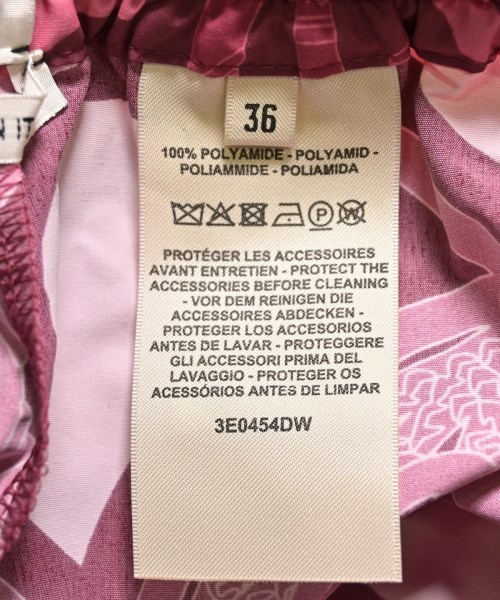 N IT
36
100% POLYAMIDE - POLYAMID -
POLIAMMIDE - POLIAMIDA
P W
PROTÉGER LES ACCESSOIRES
AVANT ENTRETIEN - PROTECT THE
ACCESSORIES BEFORE CLEANING
- VOR DEM REINIGEN DIE
ACCESSOIRES ABDECKEN -
PROTEGER LOS ACCESORIOS
ANTES DE LAVAR - PROTEGGERE
GLI ACCESSORI PRIMA DEL
LAVAGGIO - PROTEGER OS
ACESSÓRIOS ANTES DE LIMPAR
3E0454DW